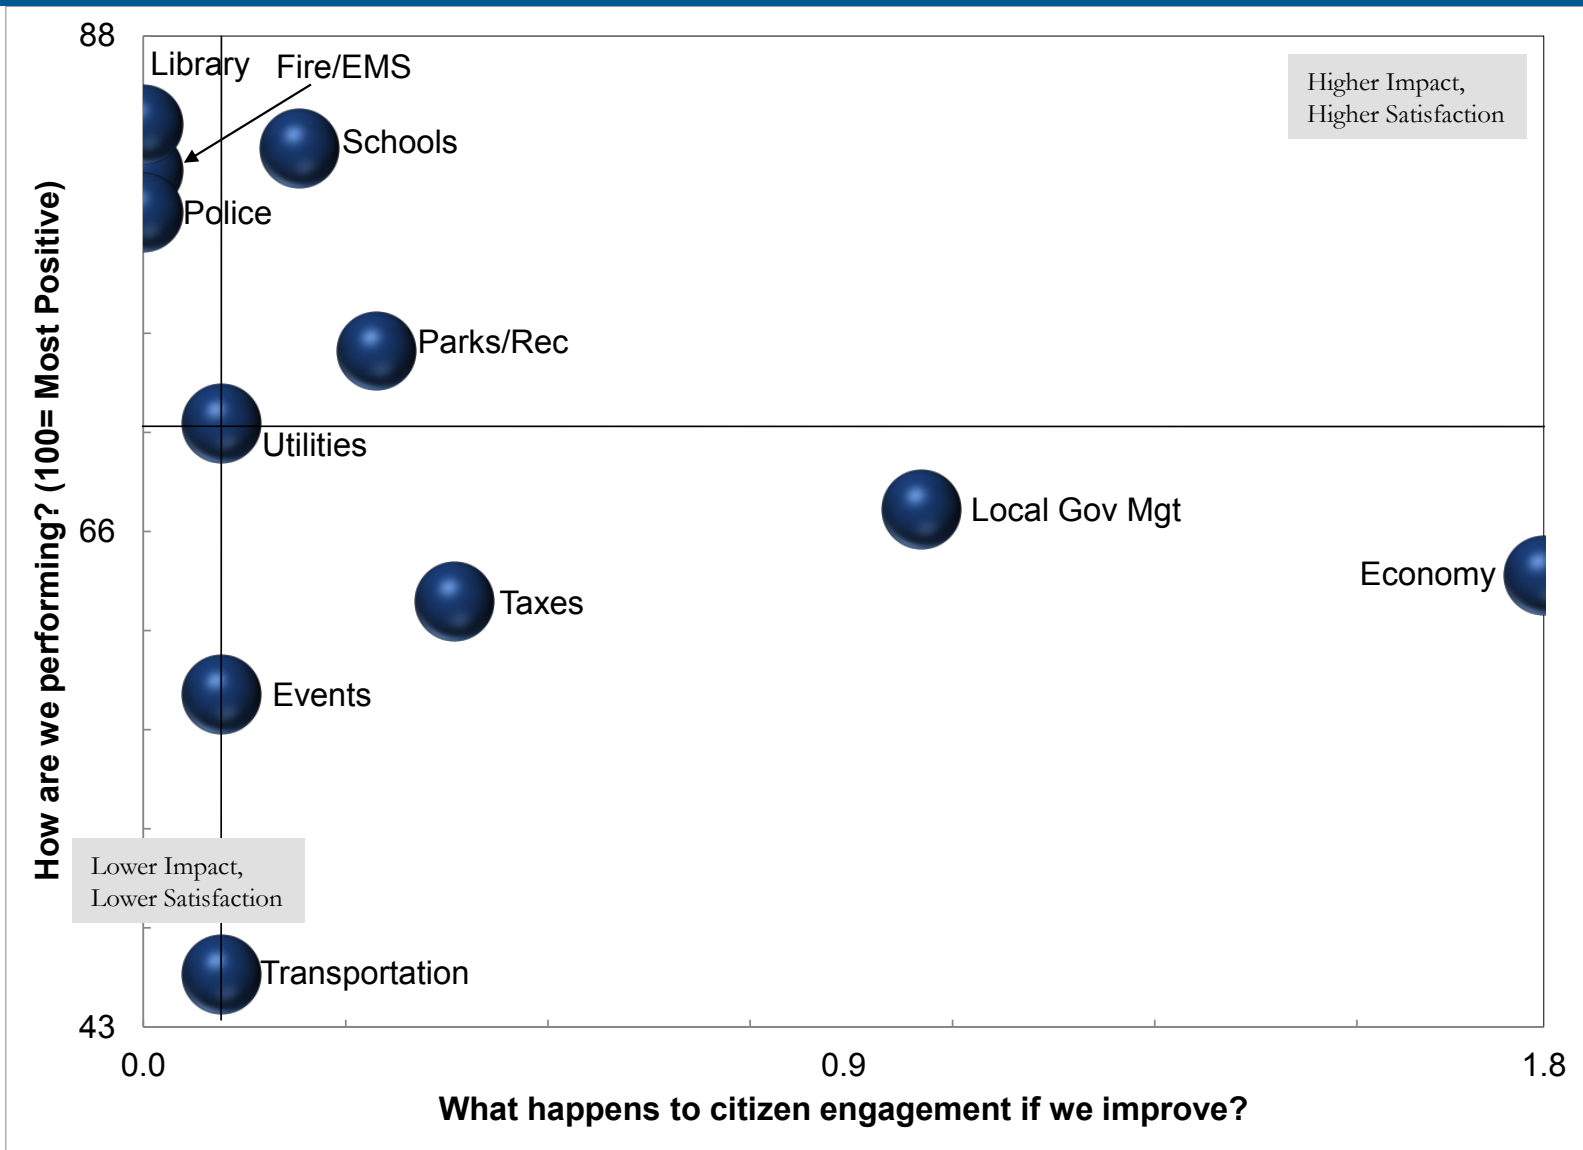 88
Library
Fire/EMS
Higher Impact,
Higher Satisfaction
Schools
Police
How are we performing? (100= Most Positive)
Parks/Rec
Utilities
66
Local Gov Mgt
Economy
Taxes
Events
Lower Impact,
Lower Satisfaction
Transportation
43
0.0
0.9
1.8
What happens to citizen engagement if we improve?